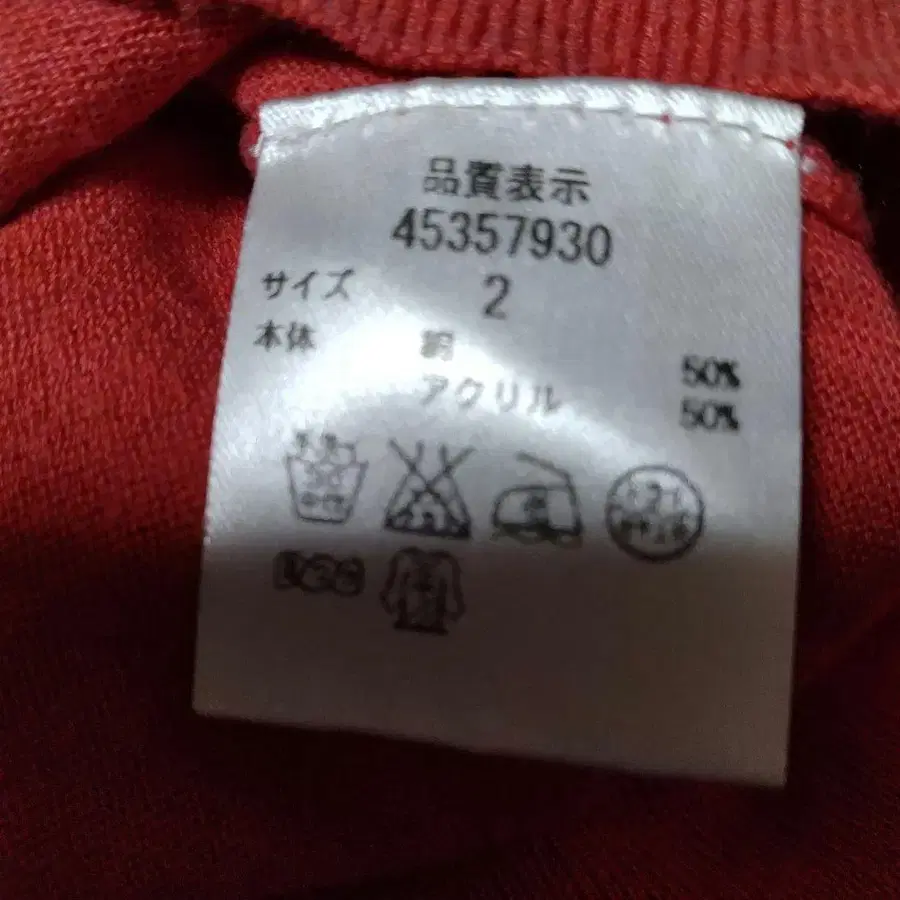 品質表示
45357930
サイズ 2
本体 綿 50%
アクリル 50%